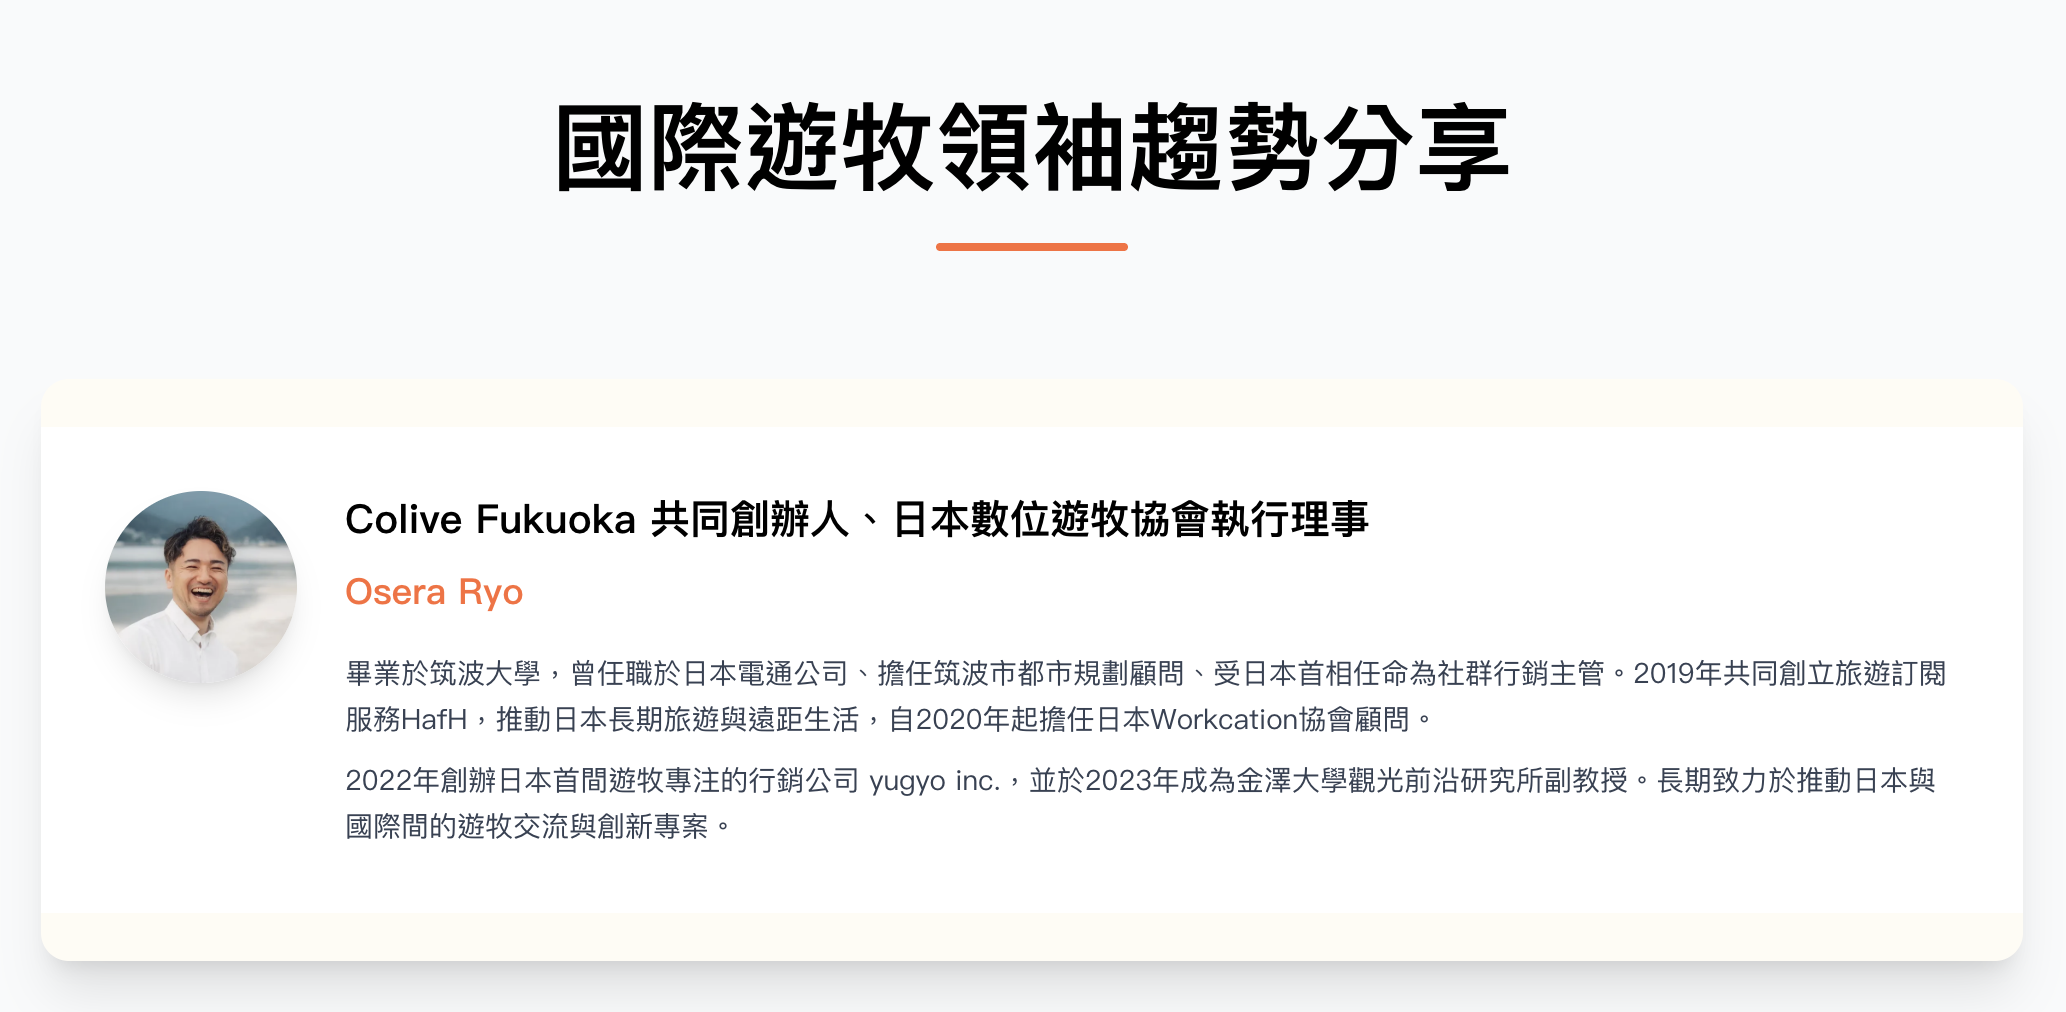 國際遊牧領袖趨勢分享
Colive Fukuoka 共同創辦人、日本數位遊牧協會執行理事
Osera Ryo
畢業於筑波大學，曾任職於日本電通公司、擔任筑波市都市規劃顧問、受日本首相任命為社群行銷主管。2019年共同創立旅遊訂閱
服務HafH，推動日本長期旅遊與遠距生活，自2020年起擔任日本Workcation協會顧問。
2022年創辦日本首間遊牧專注的行銷公司 yugyo inc.，並於2023年成為金澤大學觀光前沿研究所副教授。長期致力於推動日本與
國際間的遊牧交流與創新專案。